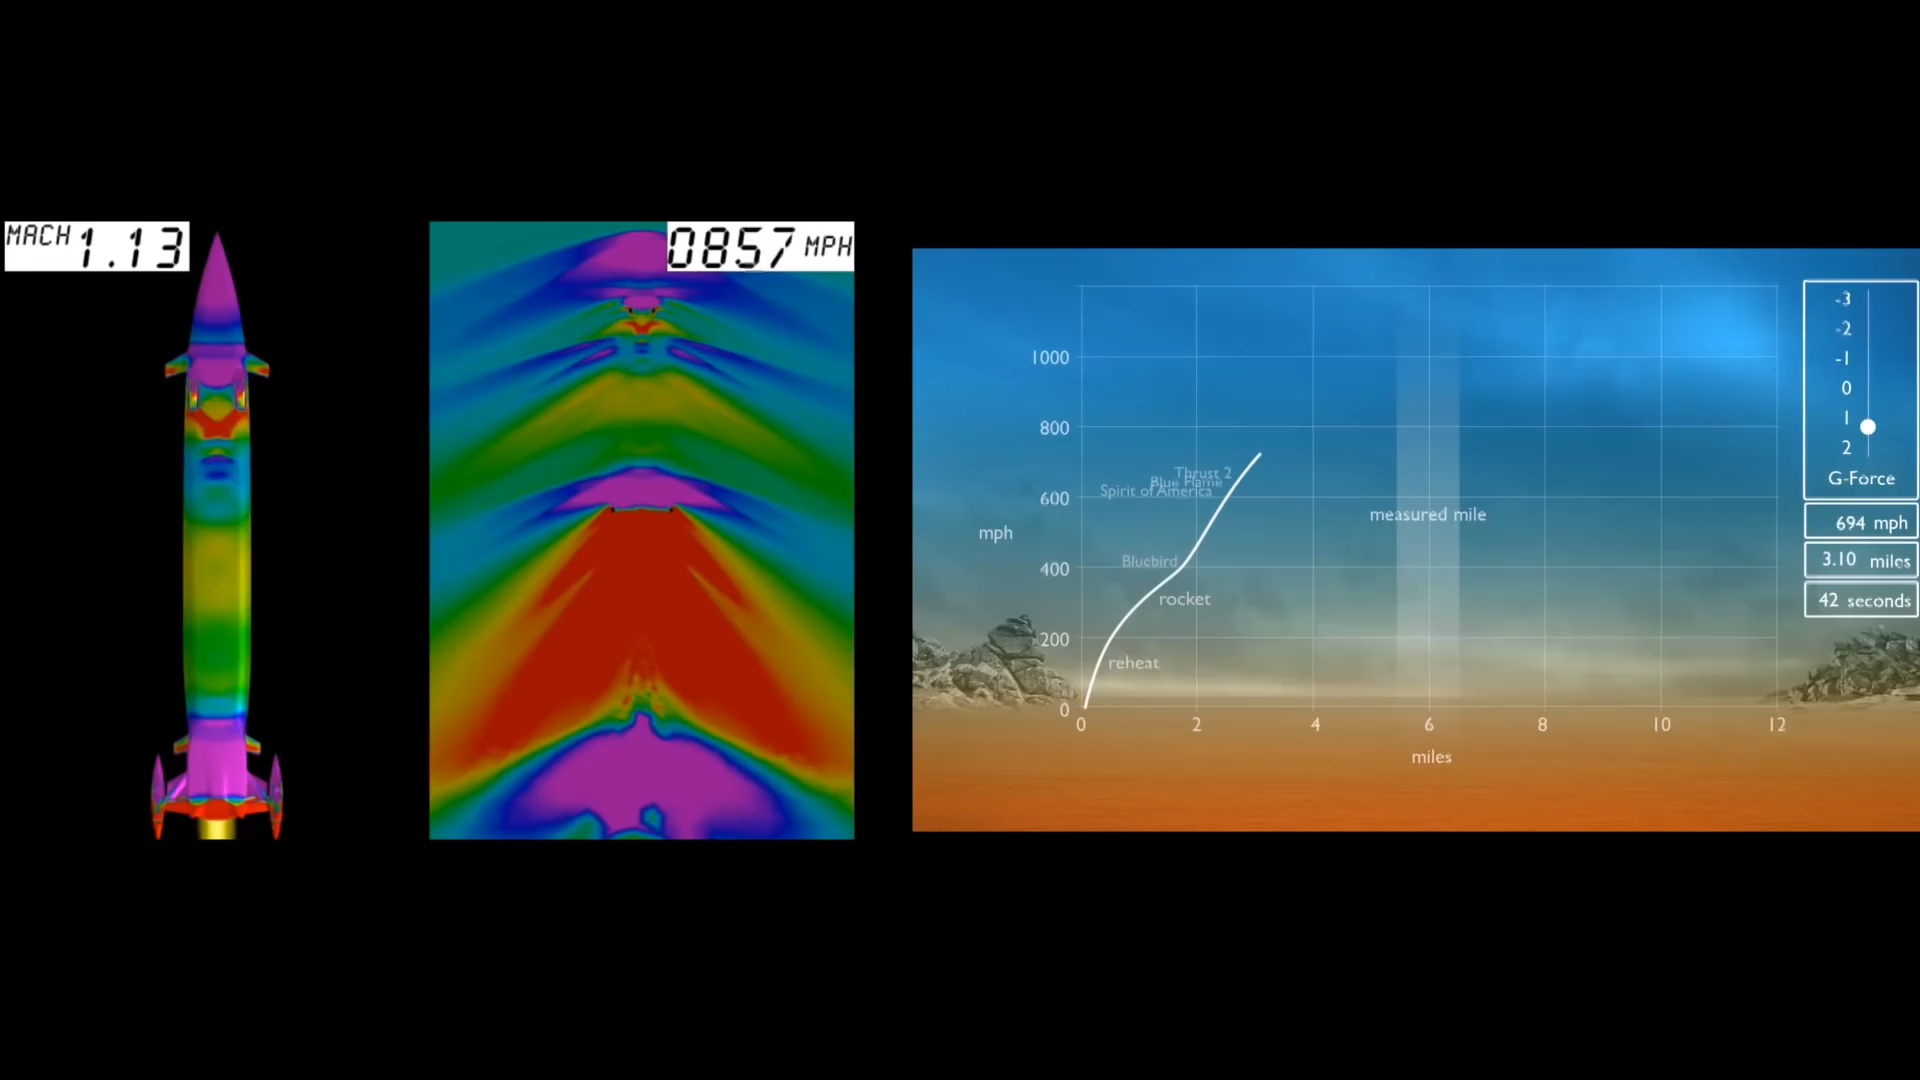 MACH 1.13
0857 MPH
1000
800
600
400
200
0
mph
0
2
4
6
8
10
12
miles
Thrust 2
Blue Flame
Spirit of America
Bluebird
rocket
reheat
measured mile
-3
-2
-1
0
1
2
G-Force
694 mph
3.10 miles
42 seconds